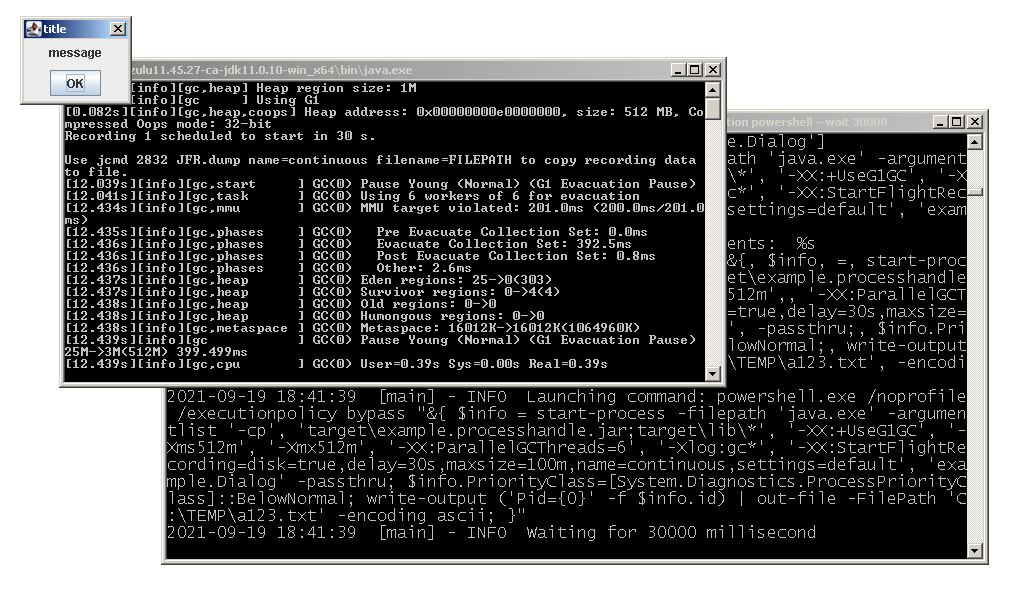 title
message
OK
zulu11.45.27-ca-jdk11.0.10-win_x64\bin\java.exe
[info][gc,heap] Heap region size: 1M
[info][gc      ] Using G1
[0.082s][info][gc,heap,coops] Heap address: 0x00000000e0000000, size: 512 MB, Co
mpressed Oops mode: 32-bit
Recording 1 scheduled to start in 30 s.
Use jcmd 2832 JFR.dump name=continuous filename=FILEPATH to copy recording data
to file.
[12.039s][info][gc,start     ] GC(0) Pause Young (Normal) (G1 Evacuation Pause)
[12.041s][info][gc,task      ] GC(0) Using 6 workers of 6 for evacuation
[12.434s][info][gc,mmu       ] GC(0) MMU target violated: 201.0ms (200.0ms/201.0
ms)
[12.435s][info][gc,phases    ] GC(0)   Pre Evacuate Collection Set: 0.0ms
[12.436s][info][gc,phases    ] GC(0)   Evacuate Collection Set: 392.5ms
[12.436s][info][gc,phases    ] GC(0)   Post Evacuate Collection Set: 0.8ms
[12.436s][info][gc,phases    ] GC(0)   Other: 2.6ms
[12.437s][info][gc,heap      ] GC(0) Eden regions: 25->0(303)
[12.437s][info][gc,heap      ] GC(0) Survivor regions: 0->4(4)
[12.438s][info][gc,heap      ] GC(0) Old regions: 0->0
[12.438s][info][gc,heap      ] GC(0) Humongous regions: 0->0
[12.438s][info][gc,metaspace ] GC(0) Metaspace: 16012K->16012K(1064960K)
[12.439s][info][gc           ] GC(0) Pause Young (Normal) (G1 Evacuation Pause)
25M->3M(512M) 399.499ms
[12.439s][info][gc,cpu       ] GC(0) User=0.39s Sys=0.00s Real=0.39s
tion powershell --wait 30000
e.Dialog']
path 'java.exe' -argument
\*', '-XX:+UseG1GC', '-X
gc*', '-XX:StartFlightRec
settings=default', 'exam
ents:  %s
&{, $info, =, start-proc
get\example.processhandle
512m',, '-XX:ParallelGCT
=true,delay=30s,maxsize=
', -passthru;, $info.Pri
elowNormal;, write-output
\TEMP\a123.txt', -encodi
2021-09-19 18:41:39  [main] - INFO  Launching command: powershell.exe /noprofile
/executionpolicy bypass "&{ $info = start-process -filepath 'java.exe' -argumen
tlist '-cp', 'target\example.processhandle.jar;target\lib\*', '-XX:+UseG1GC', '-
Xms512m', '-Xmx512m', '-XX:ParallelGCThreads=6', '-Xlog:gc*', '-XX:StartFlightRe
cording=disk=true,delay=30s,maxsize=100m,name=continuous,settings=default', 'exa
mple.Dialog' -passthru; $info.PriorityClass=[System.Diagnostics.ProcessPriorityC
lass]::BelowNormal; write-output ('Pid={0}' -f $info.id) | out-file -FilePath 'C
:\TEMP\a123.txt' -encoding ascii; }"
2021-09-19 18:41:39  [main] - INFO  Waiting for 30000 millisecond